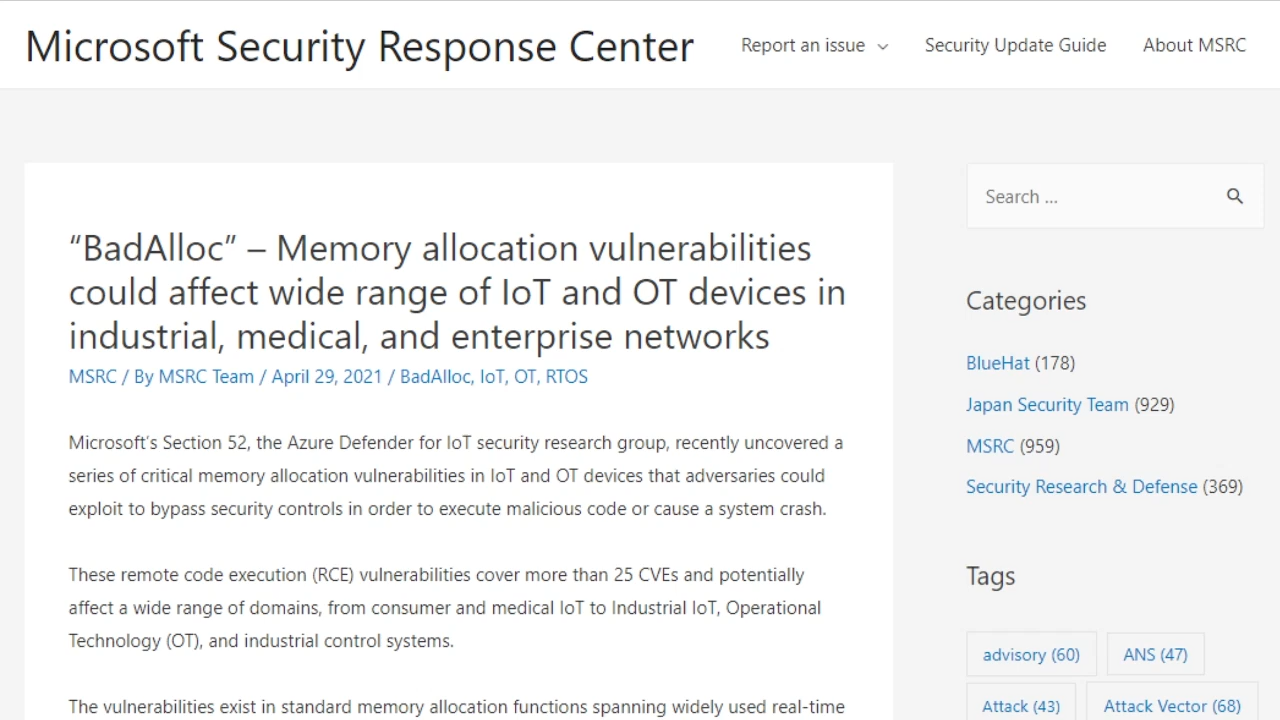 Microsoft Security Response Center
Report an issue
Security Update Guide
About MSRC
“BadAlloc” – Memory allocation vulnerabilities
could affect wide range of IoT and OT devices in
industrial, medical, and enterprise networks
MSRC / By MSRC Team / April 29, 2021 / BadAlloc, IoT, OT, RTOS
Microsoft’s Section 52, the Azure Defender for IoT security research group, recently uncovered a
series of critical memory allocation vulnerabilities in IoT and OT devices that adversaries could
exploit to bypass security controls in order to execute malicious code or cause a system crash.
These remote code execution (RCE) vulnerabilities cover more than 25 CVEs and potentially
affect a wide range of domains, from consumer and medical IoT to Industrial IoT, Operational
Technology (OT), and industrial control systems.
The vulnerabilities exist in standard memory allocation functions spanning widely used real-time
Search ...
Categories
BlueHat (178)
Japan Security Team (929)
MSRC (959)
Security Research & Defense (369)
Tags
advisory (60)
ANS (47)
Attack (43)
Attack Vector (68)